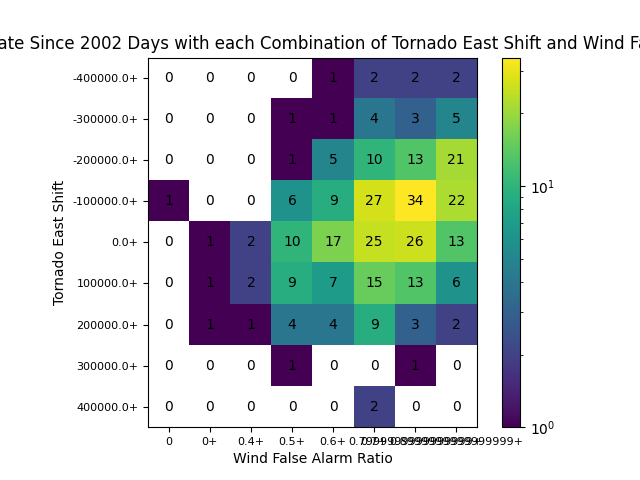 ate Since 2002 Days with each Combination of Tornado East Shift and Wind Fa
-400000.0+ 0 0 0 0 1 2 2 2
-300000.0+ 0 0 0 1 1 4 3 5
-200000.0+ 0 0 0 1 5 10 13 21
-100000.0+ 1 0 0 6 9 27 34 22
0.0+ 0 1 2 10 17 25 26 13
100000.0+ 0 1 2 9 7 15 13 6
200000.0+ 0 1 1 4 4 9 3 2
300000.0+ 0 0 0 1 0 0 1 0
400000.0+ 0 0 0 0 0 2 0 0
0 0+ 0.4+ 0.5+ 0.6+
Wind False Alarm Ratio
Tornado East Shift
10¹
10⁰